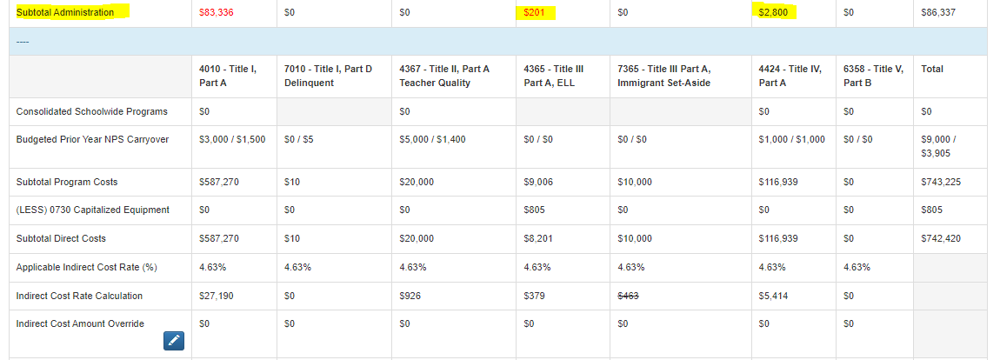 Subtotal Administration $83,336 $0 $0 $201 $0 $2,800 $0 $86,337
----
4010 - Title I, 7010 - Title I, Part D 4367 - Title II, Part A 4365 - Title III 7365 - Title III Part A, 4424 - Title IV, 6358 - Title V, Total
Part A Delinquent Teacher Quality Part A, ELL Immigrant Set-Aside Part A Part B
Consolidated Schoolwide Programs $0 $0 $0 $0 $0
Budgeted Prior Year NPS Carryover $3,000 / $1,500 $0 / $5 $5,000 / $1,400 $0 / $0 $0 / $0 $1,000 / $1,000 $0 / $0 $9,000 /
$3,905
Subtotal Program Costs $587,270 $10 $20,000 $9,006 $10,000 $116,939 $0 $743,225
(LESS) 0730 Capitalized Equipment $0 $0 $0 $805 $0 $0 $0 $805
Subtotal Direct Costs $587,270 $10 $20,000 $8,201 $10,000 $116,939 $0 $742,420
Applicable Indirect Cost Rate (%) 4.63% 4.63% 4.63% 4.63% 4.63% 4.63% 4.63%
Indirect Cost Rate Calculation $27,190 $0 $926 $379 $463 $5,414 $0
Indirect Cost Amount Override $0 $0 $0 $0 $0 $0 $0